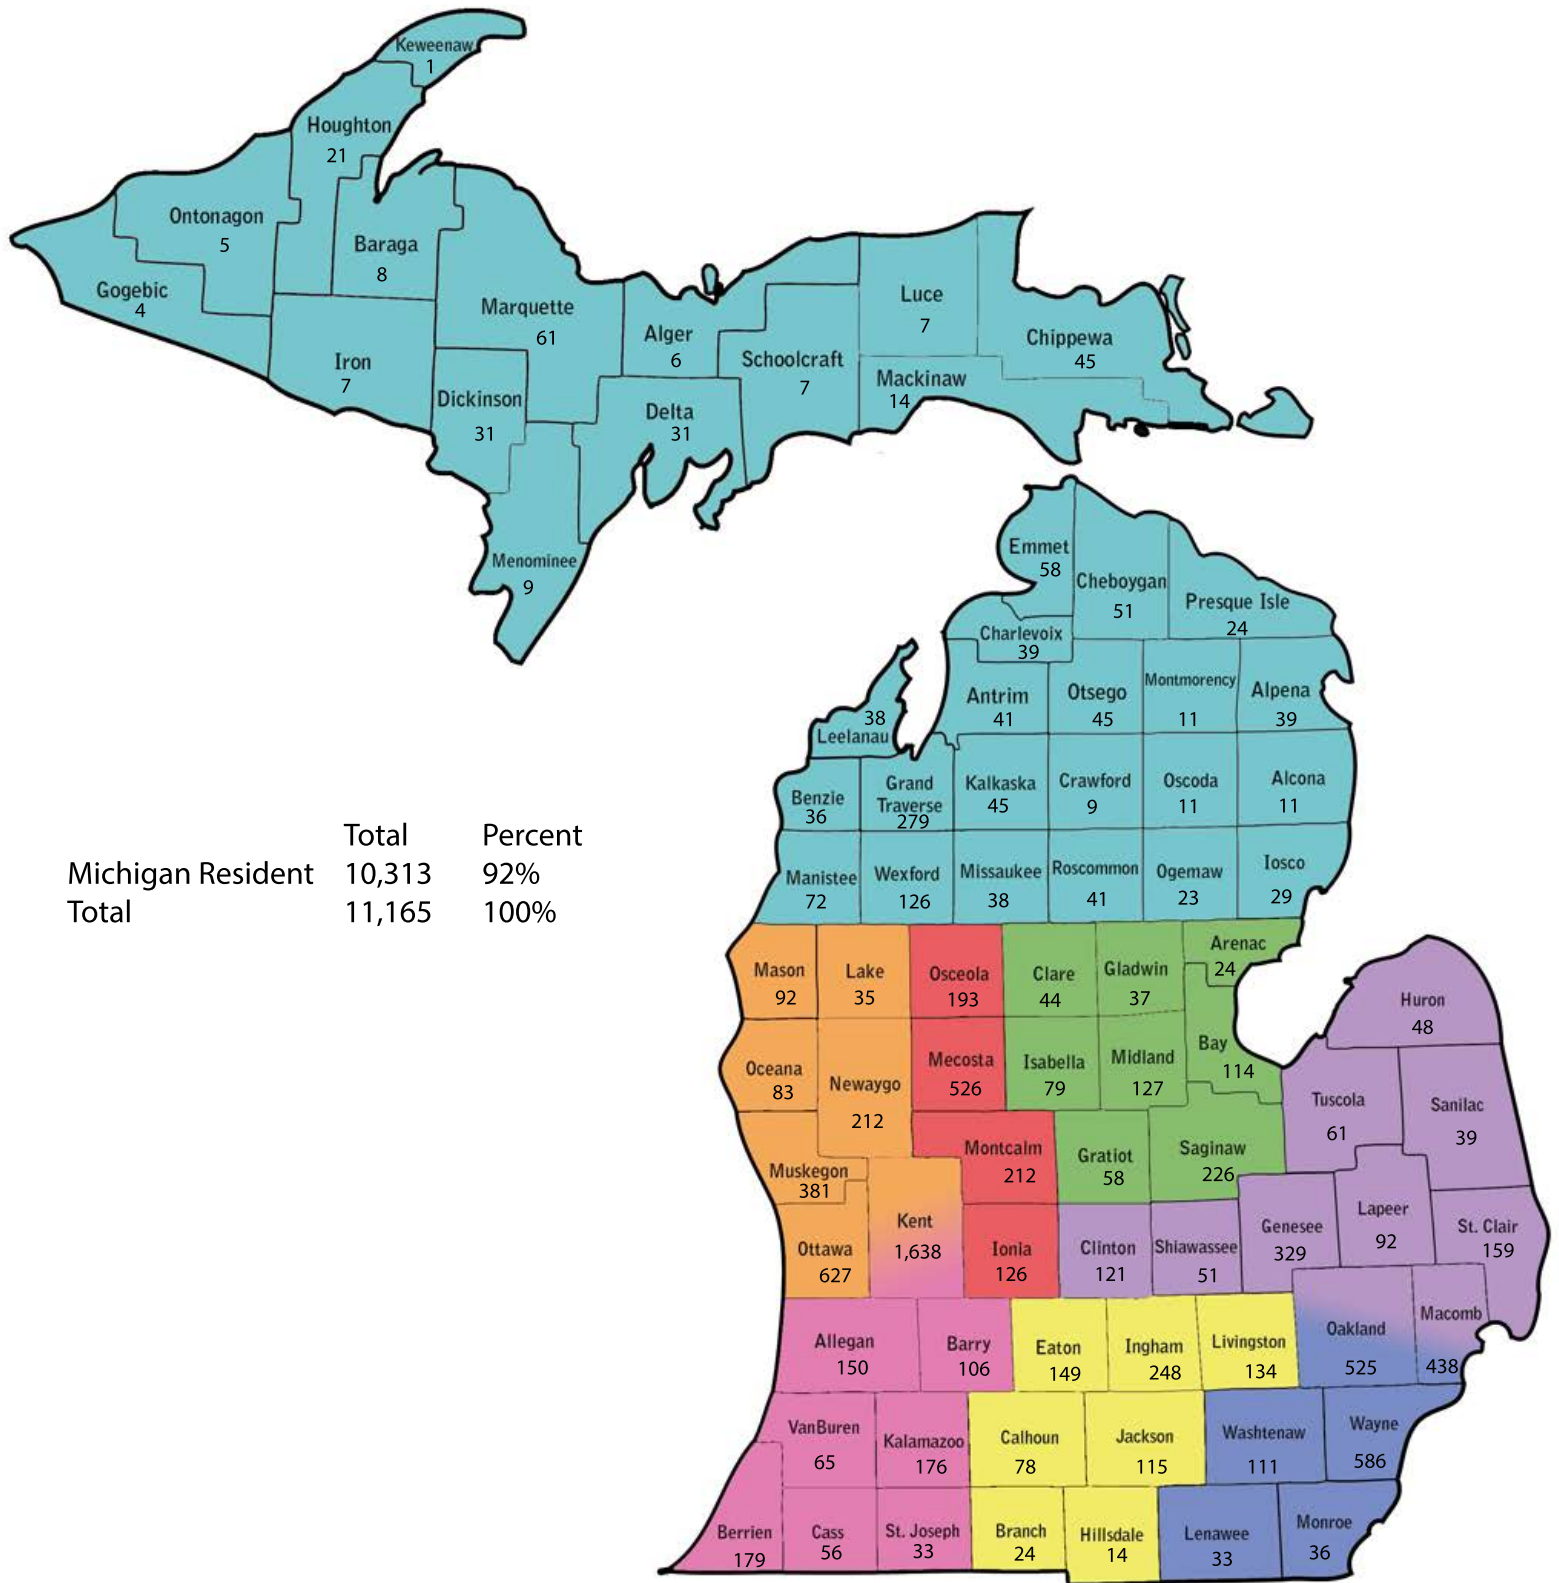 Keweenaw
1
Houghton
21
Ontonagon
5
Baraga
8
Gogebic
4
Marquette
61
Iron
7
Dickinson
31
Alger
6
Delta
31
Schoolcraft
7
Luce
7
Mackinaw
14
Chippewa
45
Menominee
9
Emmet
58
Cheboygan
51
Presque Isle
24
Charlevoix
39
Antrim
41
Otsego
45
Montmorency
11
Alpena
39
38
Leelanau
Benzie
36
Grand
Traverse
279
Kalkaska
45
Crawford
9
Oscoda
11
Alcona
11
Total Percent
Michigan Resident 10,313 92%
Total 11,165 100%
Manistee
72
Wexford
126
Missaukee
38
Roscommon
41
Ogemaw
23
Iosco
29
Mason
92
Lake
35
Osceola
193
Clare
44
Gladwin
37
Arenac
24
Huron
48
Oceana
83
Newaygo
212
Mecosta
526
Isabella
79
Midland
127
Bay
114
Tuscola
61
Sanilac
39
Muskegon
381
Montcalm
212
Gratiot
58
Saginaw
226
Ottawa
627
Kent
1,638
Ionia
126
Clinton
121
Shiawassee
51
Genesee
329
Lapeer
92
St. Clair
159
Allegan
150
Barry
106
Eaton
149
Ingham
248
Livingston
134
Oakland
525
Macomb
438
VanBuren
65
Kalamazoo
176
Calhoun
78
Jackson
115
Washtenaw
111
Wayne
586
Berrien
179
Cass
56
St. Joseph
33
Branch
24
Hillsdale
14
Lenawee
33
Monroe
36